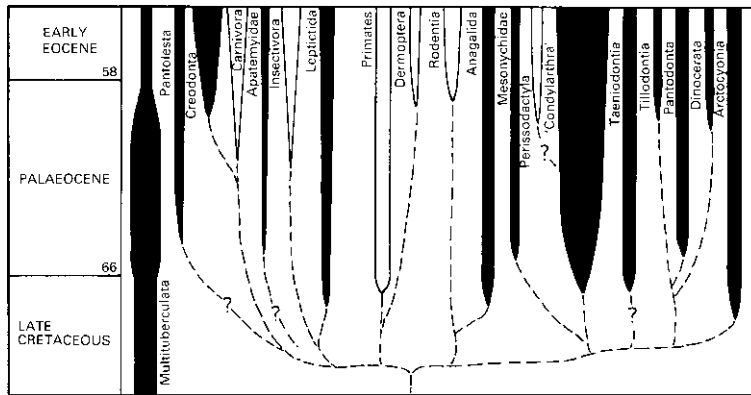 EARLY
EOCENE
58
PALAEOCENE
66
LATE
CRETACEOUS
Multituberculata
Pantolesta
Creodonta
Carnivora
Apatemyidae
Insectivora
Leptictida
Primates
Dermoptera
Rodentia
Anagalida
Mesonychidae
Perissodactyla
'Condylarthra'
Taeniodontia
Tillodontia
Pantodonta
Dinocerata
Arctocyonia
?
?
?
?